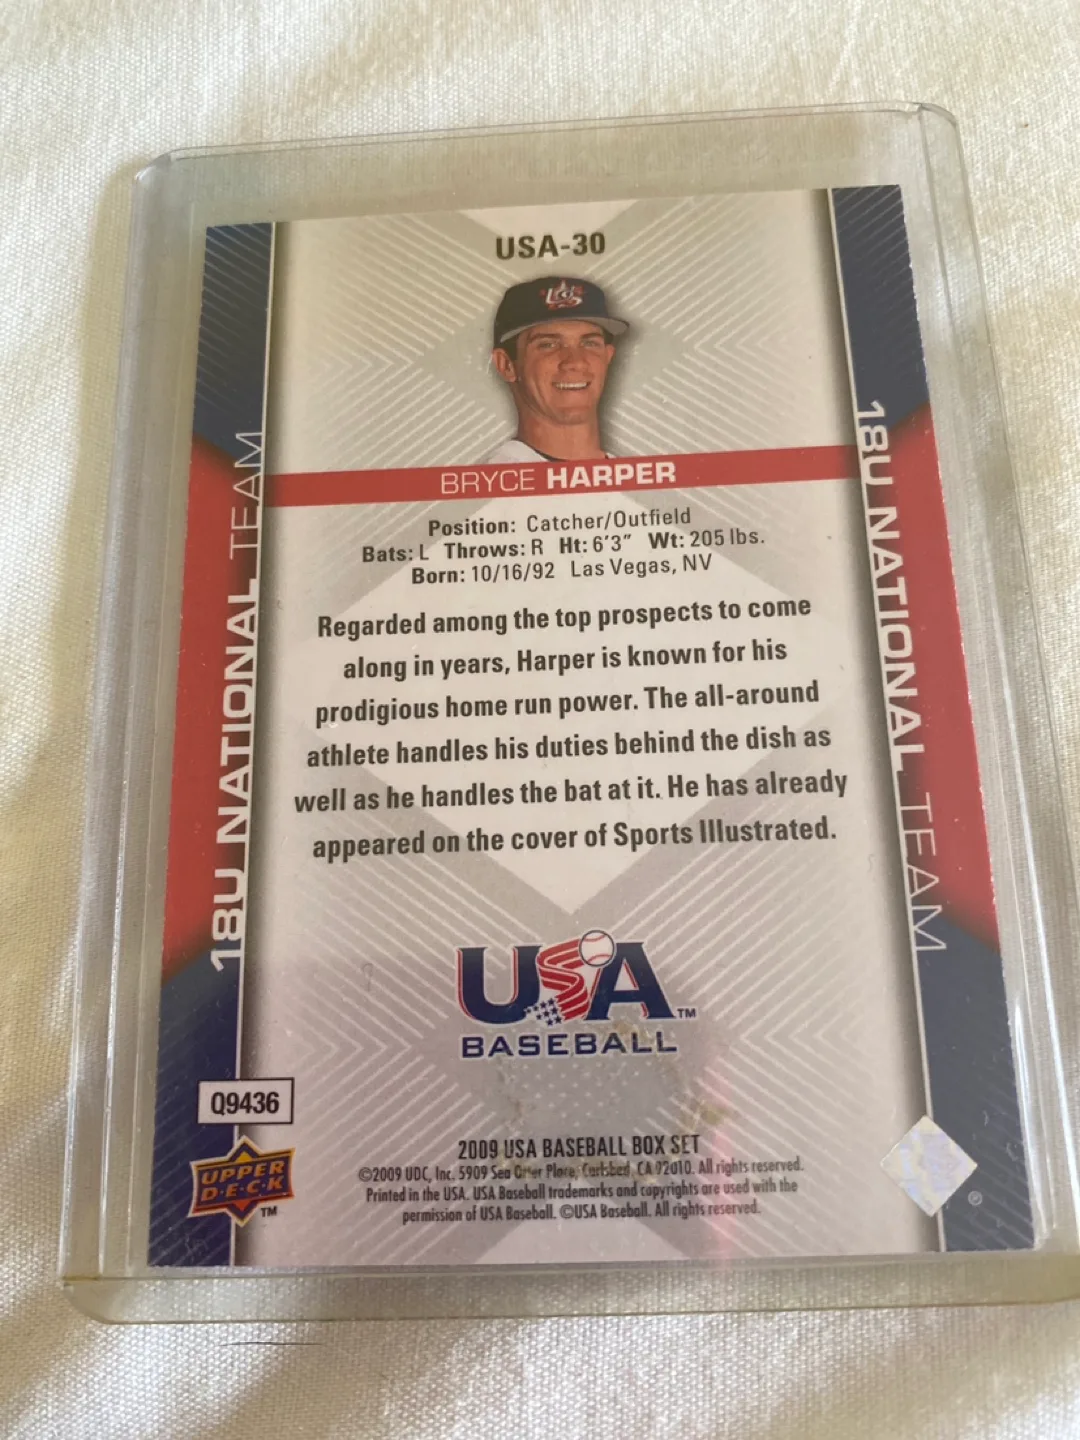 USA-30
BRYCE HARPER
Position: Catcher/Outfield
Bats: L Throws: R Ht: 6'3" Wt: 205 lbs.
Born: 10/16/92 Las Vegas, NV
Regarded among the top prospects to come
along in years, Harper is known for his
prodigious home run power. The all-around
athlete handles his duties behind the dish as
well as he handles the bat at it. He has already
appeared on the cover of Sports Illustrated.
18U NATIONAL TEAM
18U NATIONAL TEAM
USA™
BASEBALL
Q9436
UPPER
D·E·C·K
™
2009 USA BASEBALL BOX SET
©2009 UDC, Inc. 5909 Sea Otter Place, Carlsbad, CA 92010. All rights reserved.
Printed in the USA. USA Baseball trademarks and copyrights are used with the
permission of USA Baseball. ©USA Baseball. All rights reserved.
®